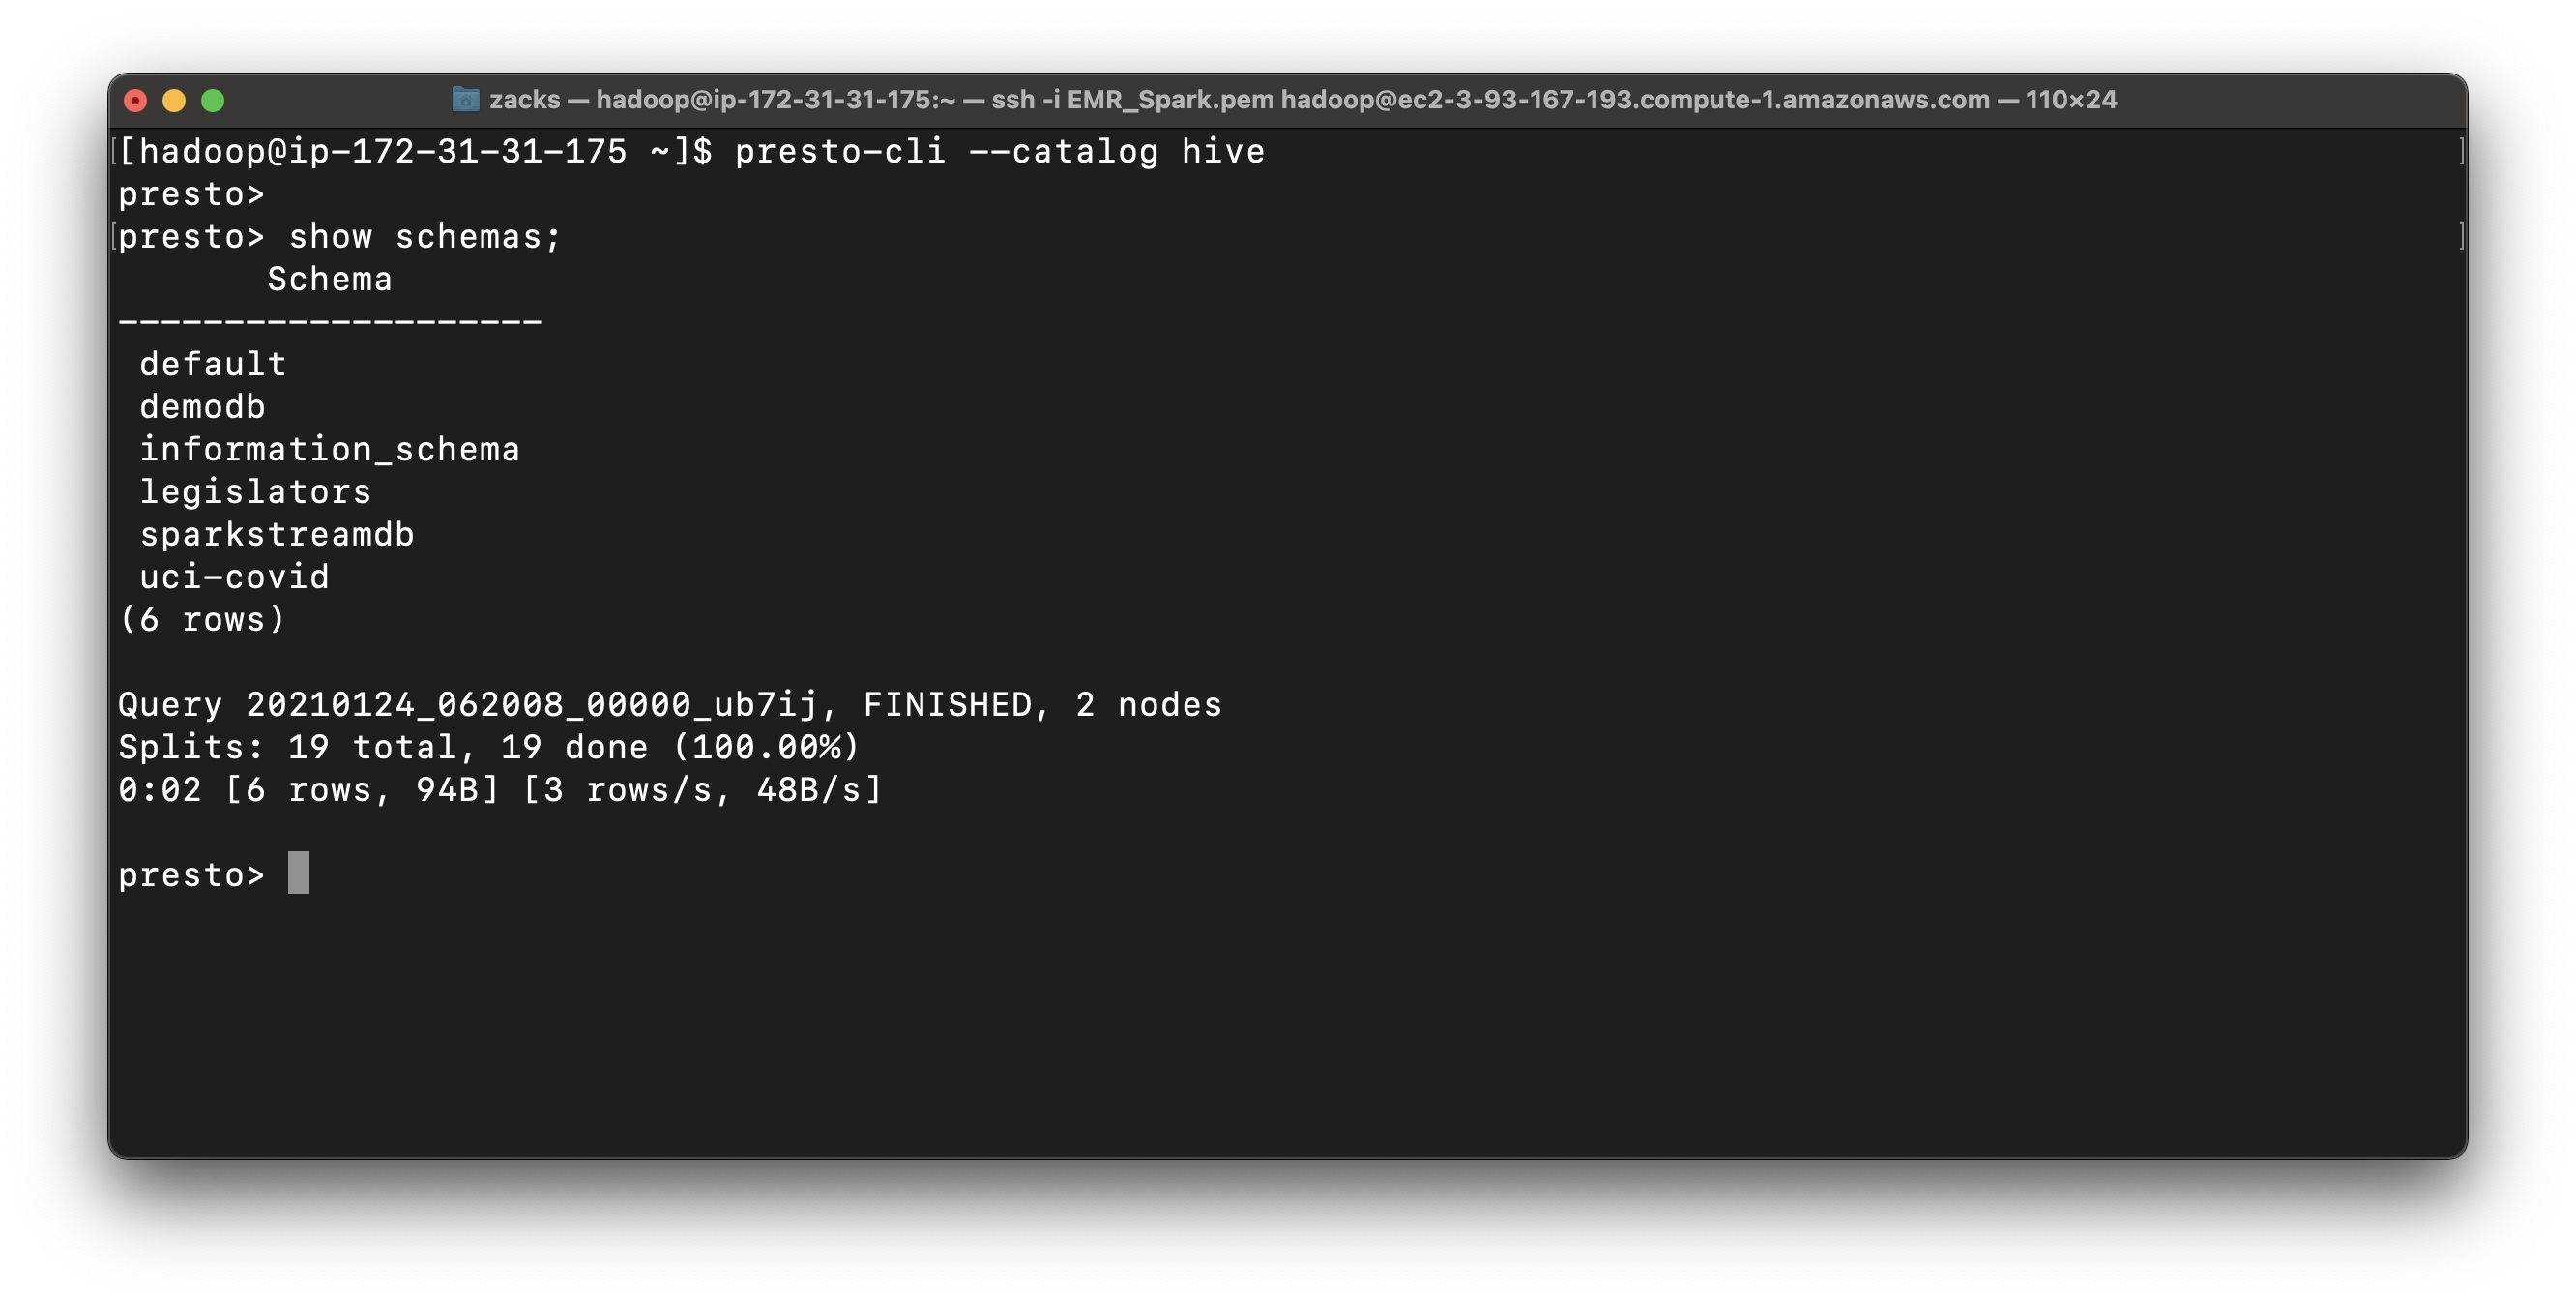 zacks — hadoop@ip-172-31-31-175:~ — ssh -i EMR_Spark.pem hadoop@ec2-3-93-167-193.compute-1.amazonaws.com — 110×24
[[hadoop@ip-172-31-31-175 ~]$ presto-cli --catalog hive ]
presto>
[presto> show schemas; ]
Schema
--------------------
default
demodb
information_schema
legislators
sparkstreamdb
uci-covid
(6 rows)
Query 20210124_062008_00000_ub7ij, FINISHED, 2 nodes
Splits: 19 total, 19 done (100.00%)
0:02 [6 rows, 94B] [3 rows/s, 48B/s]
presto>